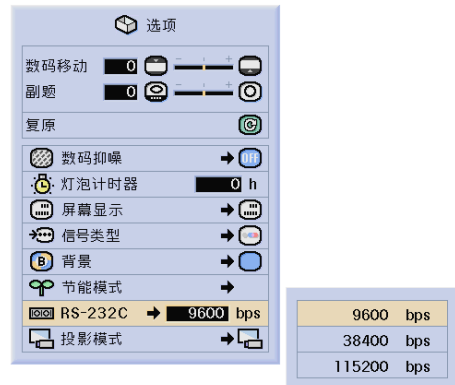 选项
数码移动 0
副题 0
复原
数码抑噪 OFF
灯泡计时器 0 h
屏幕显示
信号类型
B 背景
节能模式
RS-232C 9600 bps
投影模式
9600 bps
38400 bps
115200 bps